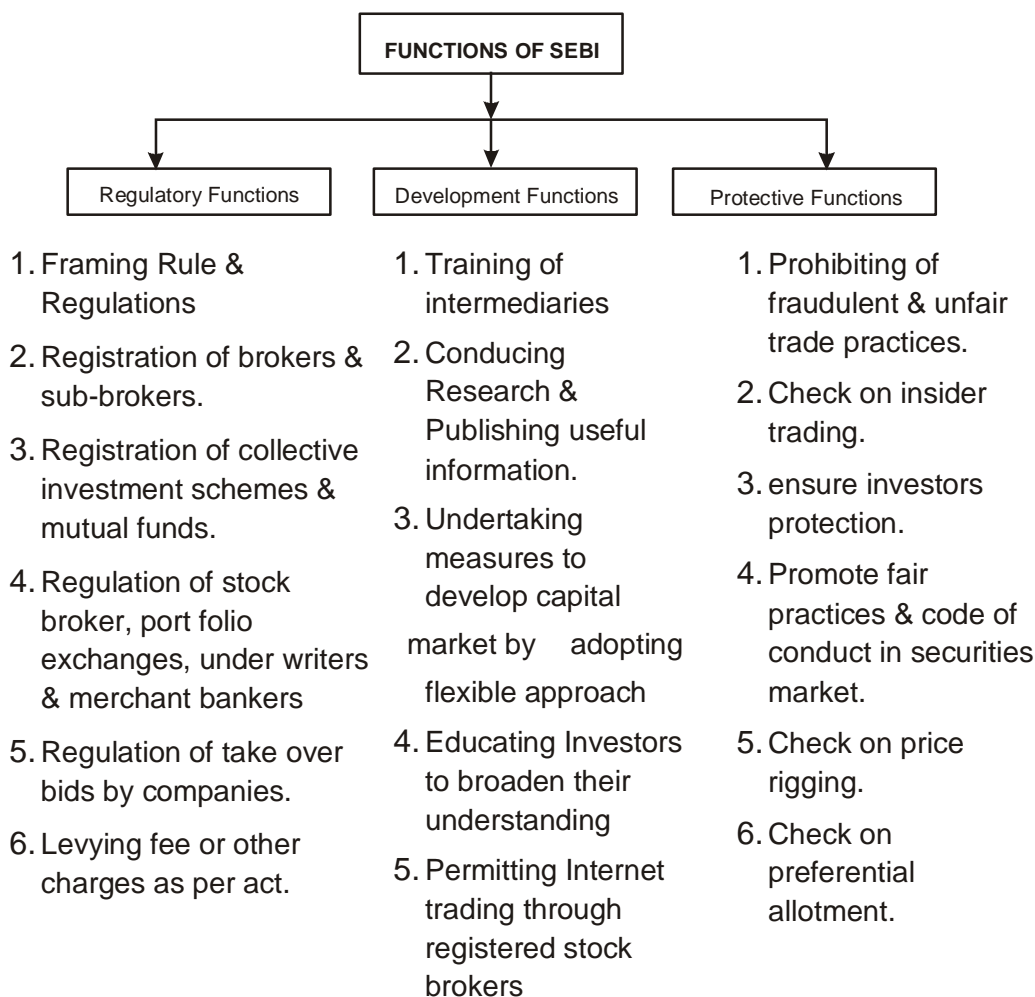 FUNCTIONS OF SEBI
Regulatory Functions
1. Framing Rule &
Regulations
2. Registration of brokers &
sub-brokers.
3. Registration of collective
investment schemes &
mutual funds.
4. Regulation of stock
broker, port folio
exchanges, under writers
& merchant bankers
5. Regulation of take over
bids by companies.
6. Levying fee or other
charges as per act.
Development Functions
1. Training of
intermediaries
2. Conducing
Research &
Publishing useful
information.
3. Undertaking
measures to
develop capital
market by adopting
flexible approach
4. Educating Investors
to broaden their
understanding
5. Permitting Internet
trading through
registered stock
brokers
Protective Functions
1. Prohibiting of
fraudulent & unfair
trade practices.
2. Check on insider
trading.
3. ensure investors
protection.
4. Promote fair
practices & code of
conduct in securities
market.
5. Check on price
rigging.
6. Check on
preferential
allotment.